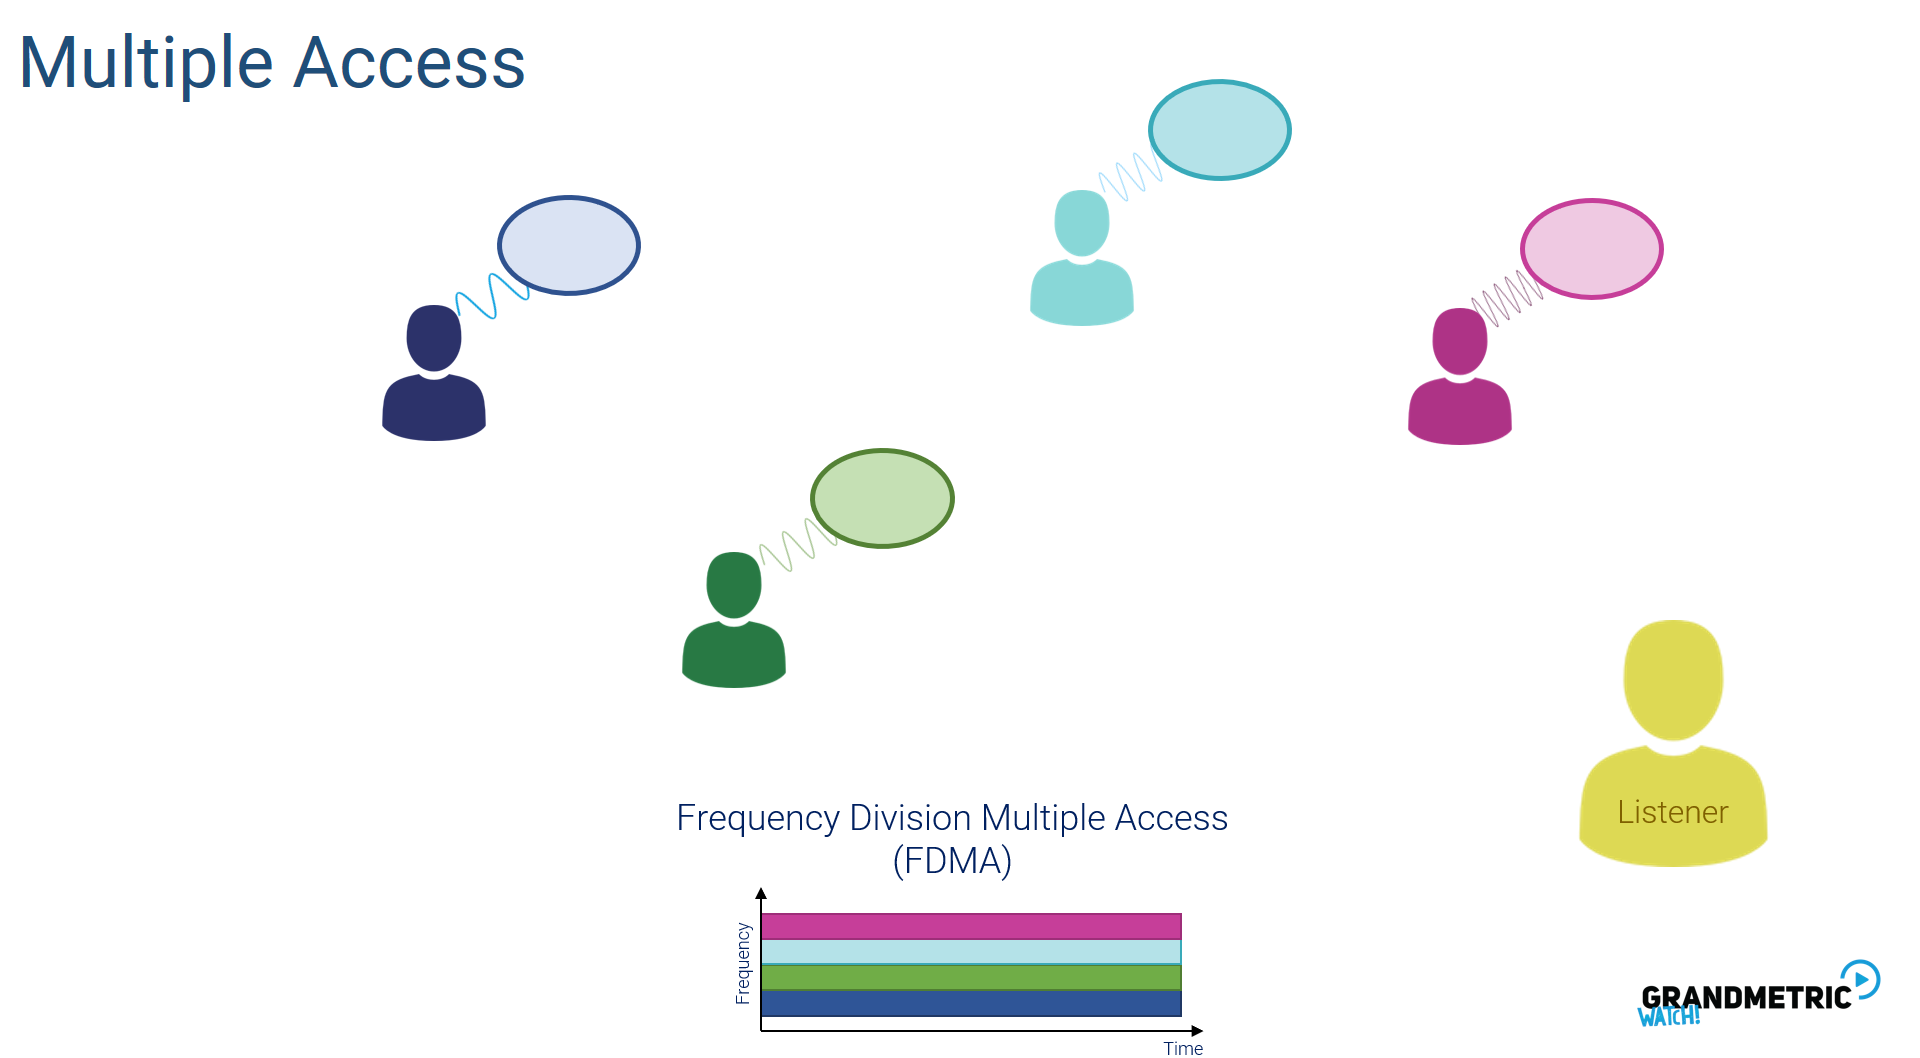 Multiple Access
Listener
Frequency Division Multiple Access
(FDMA)
Frequency
Time
GRANDMETRIC
WATCH!